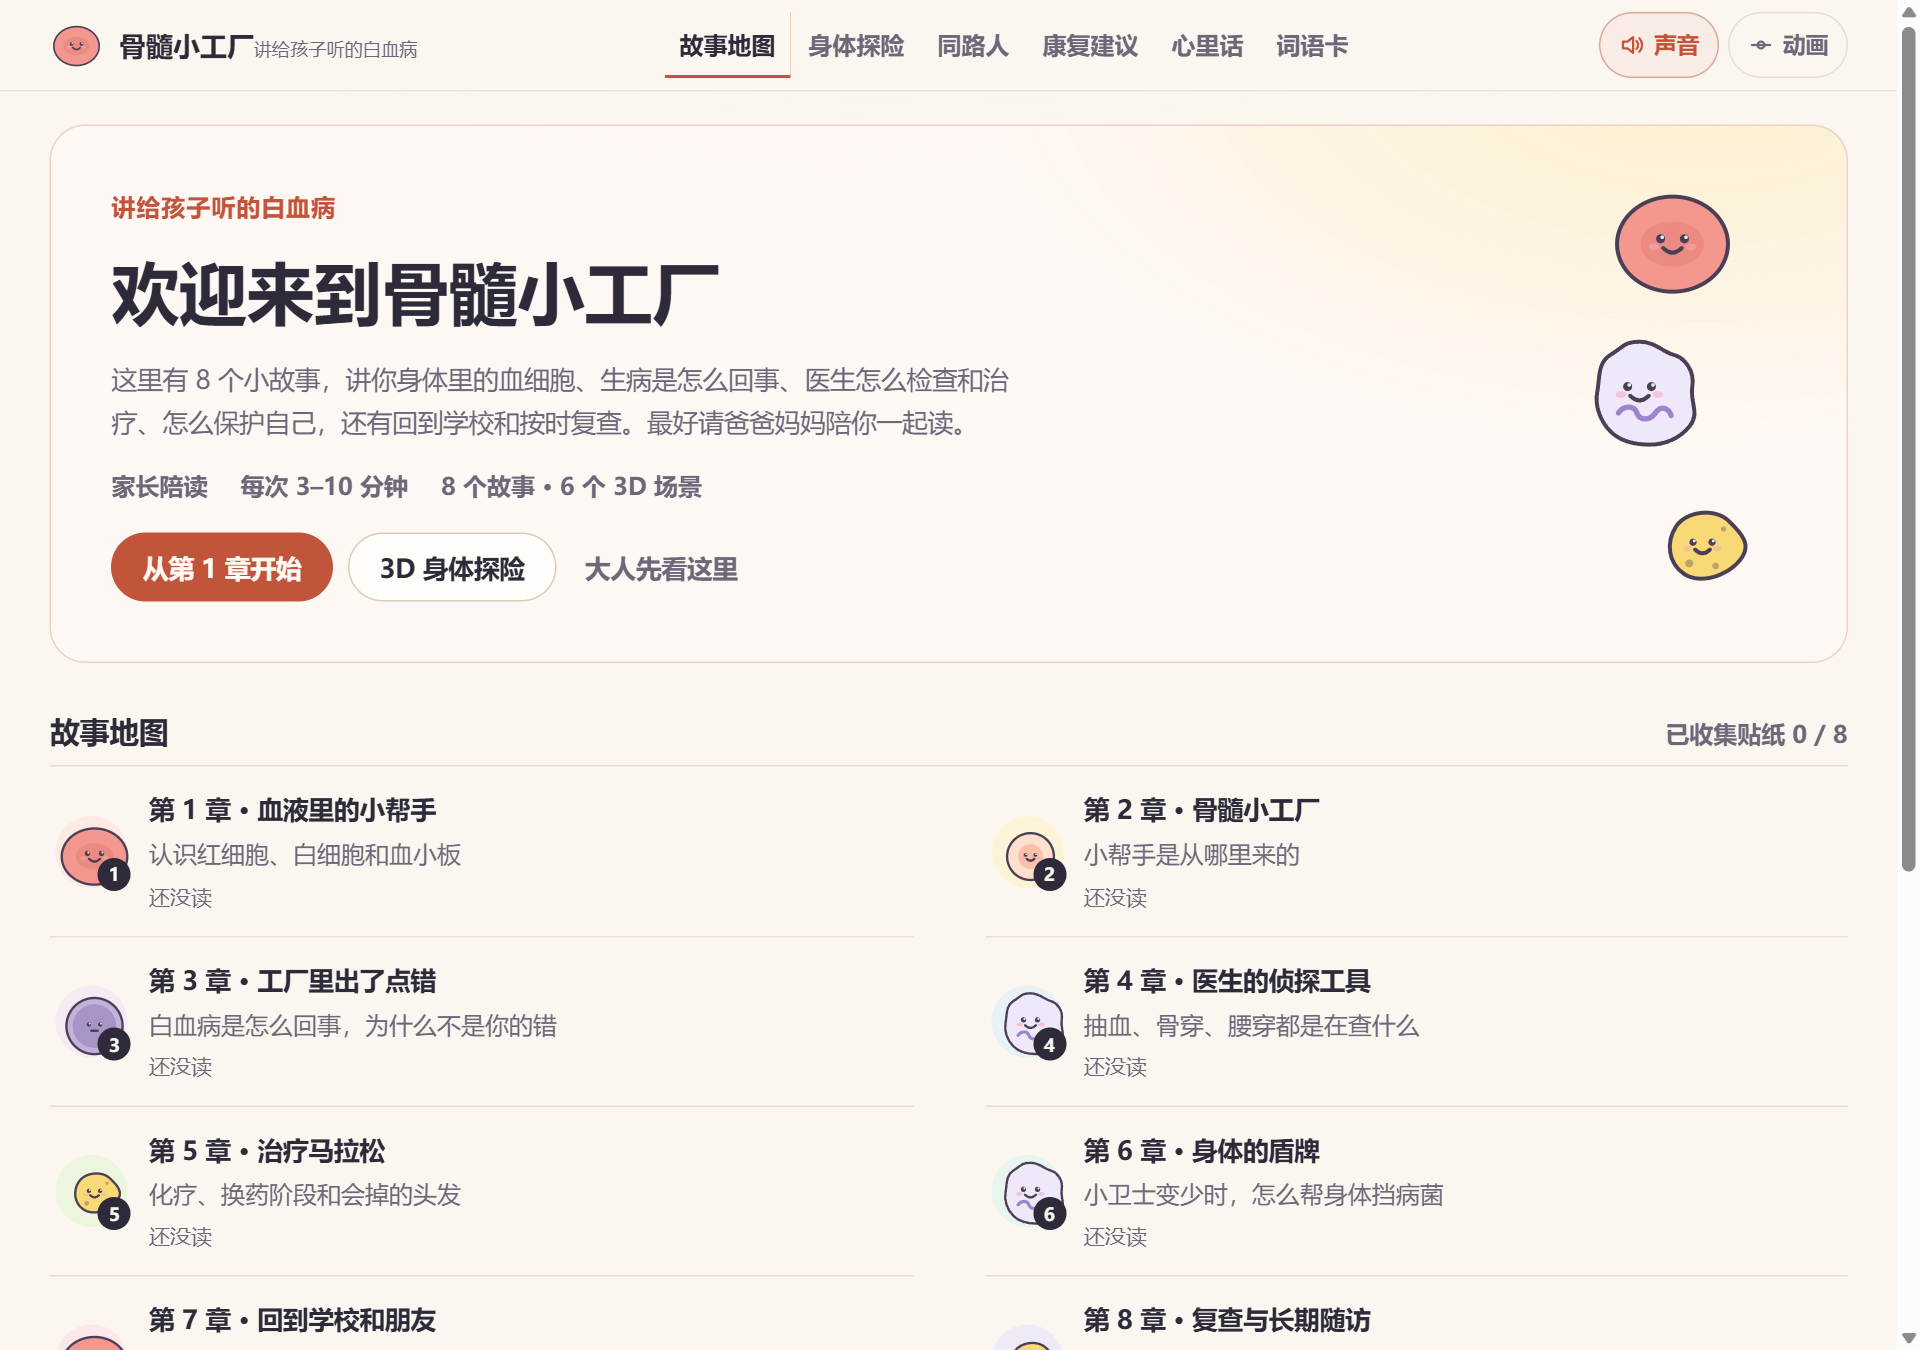 骨髓小工厂讲给孩子听的白血病
故事地图 身体探险 同路人 康复建议 心里话 词语卡
声音 动画
讲给孩子听的白血病
欢迎来到骨髓小工厂
这里有 8 个小故事，讲你身体里的血细胞、生病是怎么回事、医生怎么检查和治
疗、怎么保护自己，还有回到学校和按时复查。最好请爸爸妈妈陪你一起读。
家长陪读 每次 3–10 分钟 8 个故事 • 6 个 3D 场景
从第 1 章开始 3D 身体探险 大人先看这里
故事地图 已收集贴纸 0 / 8
第 1 章 • 血液里的小帮手
认识红细胞、白细胞和血小板
还没读
1
第 2 章 • 骨髓小工厂
小帮手是从哪里来的
还没读
2
第 3 章 • 工厂里出了点错
白血病是怎么回事，为什么不是你的错
还没读
3
第 4 章 • 医生的侦探工具
抽血、骨穿、腰穿都是在查什么
还没读
4
第 5 章 • 治疗马拉松
化疗、换药阶段和会掉的头发
还没读
5
第 6 章 • 身体的盾牌
小卫士变少时，怎么帮身体挡病菌
还没读
6
第 7 章 • 回到学校和朋友
第 8 章 • 复查与长期随访